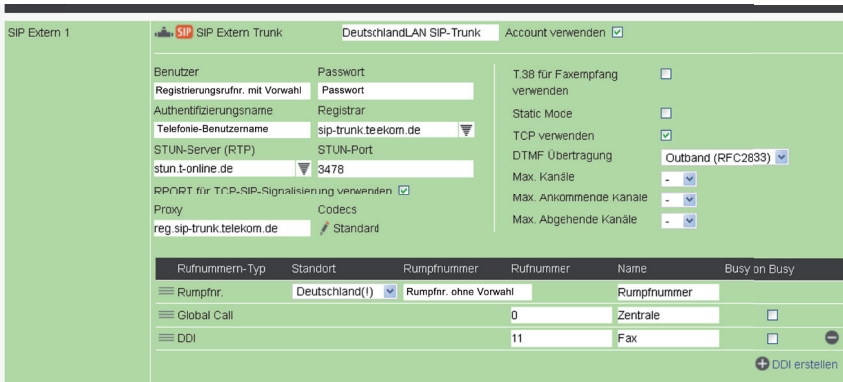 SIP Extern 1
SIP SIP Extern Trunk DeutschlandLAN SIP-Trunk Account verwenden
Benutzer Passwort
Registrierungsrufnr. mit Vorwahl Passwort
Authentifizierungsname Registrar
Telefonie-Benutzername sip-trunk.teekom.de
STUN-Server (RTP) STUN-Port
stun.t-online.de 3478
RPORT für TCP-SIP-Signalisierung verwenden
Proxy Codecs
reg.sip-trunk.telekom.de Standard
T.38 für Faxempfang
verwenden
Static Mode
TCP verwenden
DTMF Übertragung Outband (RFC2833)
Max. Kanäle -
Max. Ankommende Kanäle -
Max. Abgehende Kanäle -
Rufnummern-Typ Standort Rumpfnummer Rufnummer Name Busy on Busy
Rumpfnr. Deutschland(!) Rumpfnr. ohne Vorwahl Rumpfnummer
Global Call 0 Zentrale
DDI 11 Fax
DDI erstellen